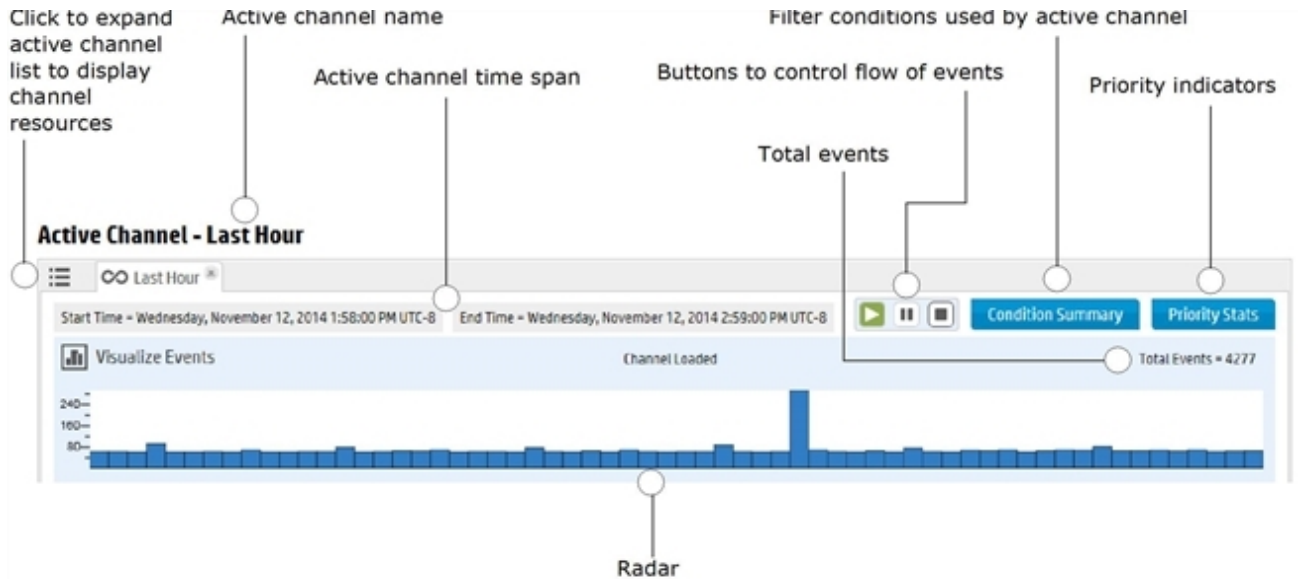 Click to expand
active channel
list to display
channel
resources
Active channel name
Filter conditions used by active channel
Active channel time span
Buttons to control flow of events
Priority indicators
Total events
Active Channel - Last Hour
Last Hour
Start Time = Wednesday, November 12, 2014 1:58:00 PM UTC-8
End Time = Wednesday, November 12, 2014 2:59:00 PM UTC-8
Condition Summary
Priority Stats
Visualize Events
Channel Loaded
Total Events = 4277
240
160
80
Radar